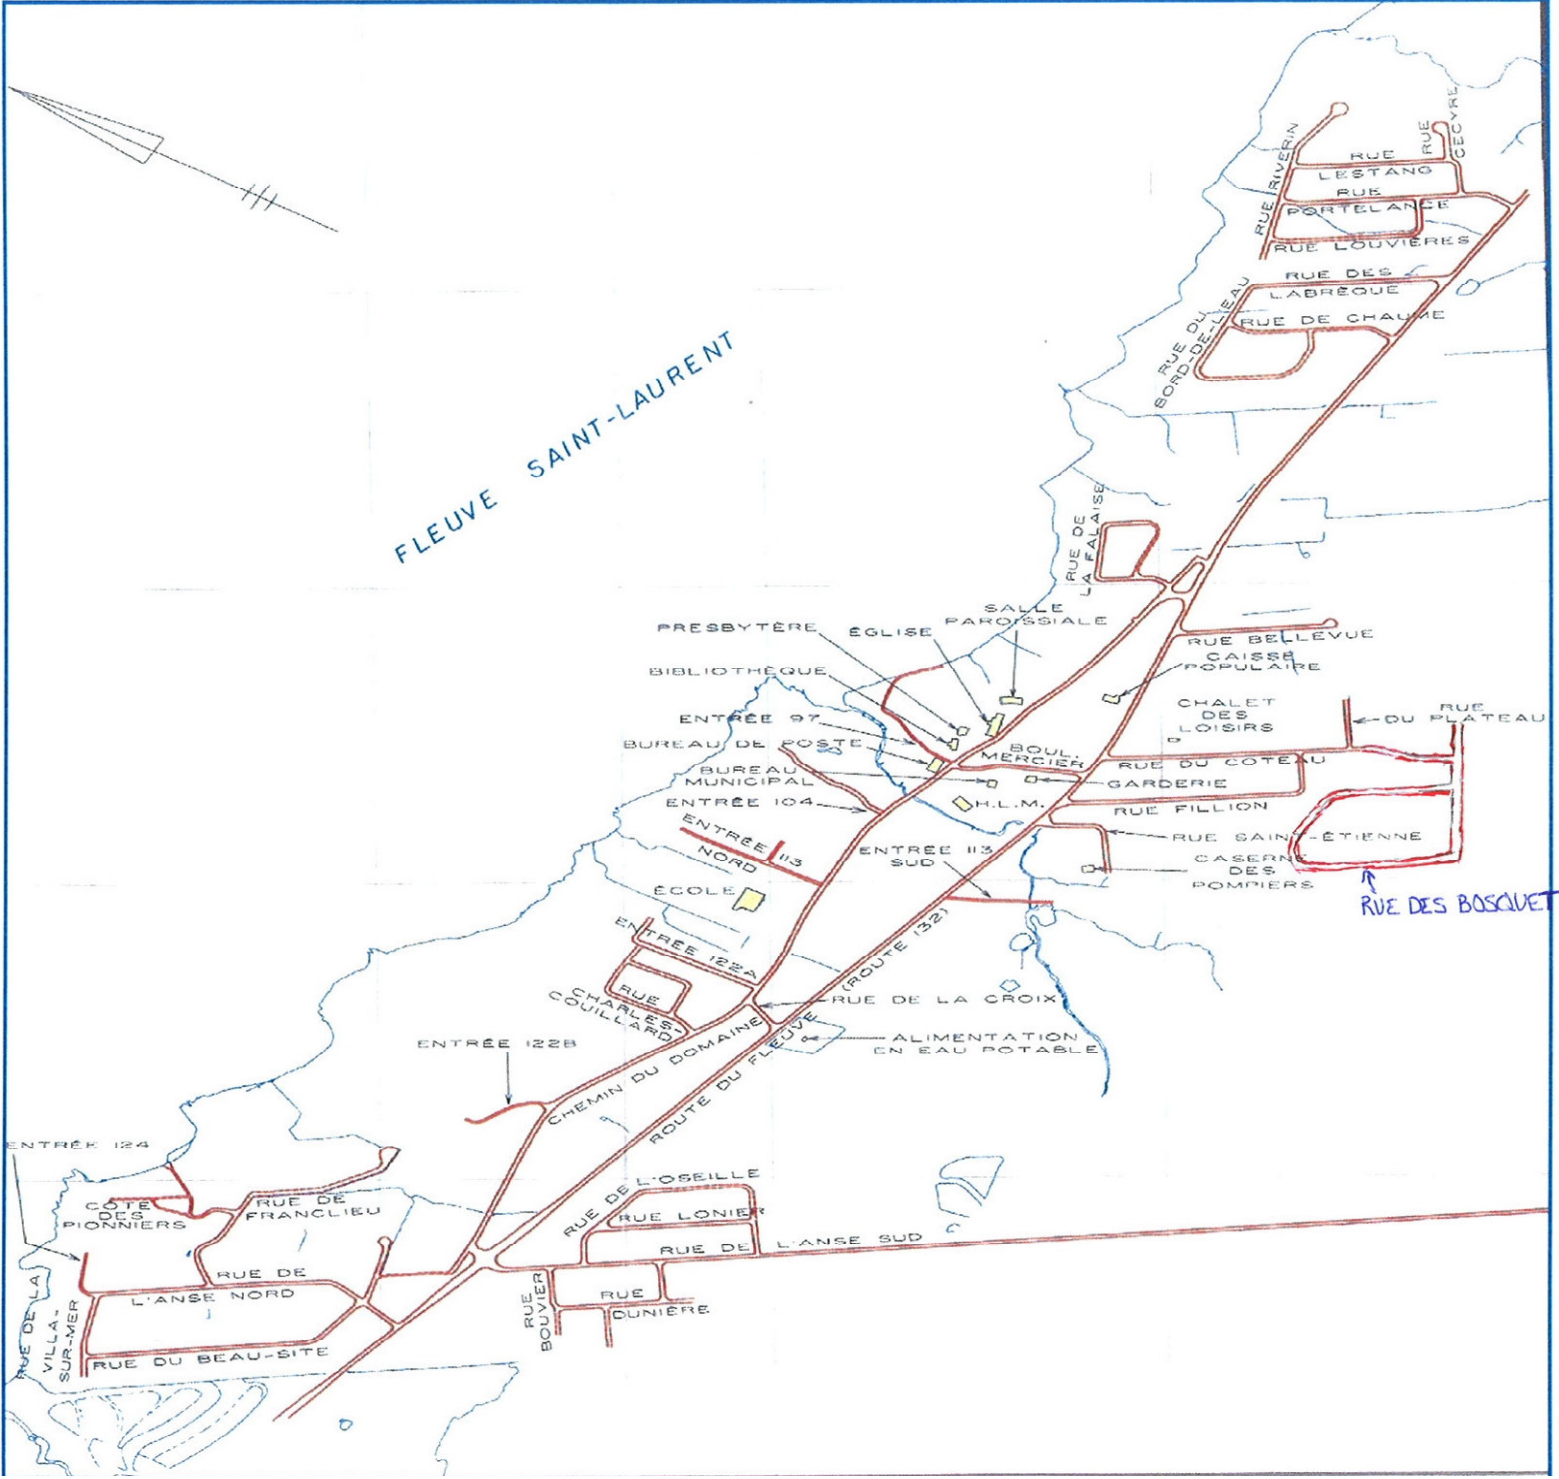 RUE RIVERIN
RUE
CECYRE
RUE
LESTANG
RUE
PORTELANCE
RUE LOUVIÈRES
RUE DES
LABRÈQUE
RUE DU
BORD-DE-L'EAU
RUE DE CHAUME
FLEUVE SAINT-LAURENT
RUE DE
LA FALAISE
SALLE
PAROISSIALE
PRESBYTÈRE
ÉGLISE
RUE BELLEVUE
CAISSE
POPULAIRE
BIBLIOTHÈQUE
CHALET
DES
LOISIRS
RUE
DU PLATEAU
ENTRÉE 97
BUREAU DE POSTE
BOUL.
MERCIER
RUE DU COTEAU
BUREAU
MUNICIPAL
GARDERIE
ENTRÉE 104
H.L.M.
RUE FILLION
ENTRÉE 113
NORD
ENTRÉE 113
SUD
RUE SAINT-ÉTIENNE
CASERNE
DES
POMPIERS
ÉCOLE
RUE DES BOSQUET
ENTRÉE 122A
(ROUTE 132)
RUE
CHARLES-
COUILLARD
RUE DE LA CROIX
ENTRÉE 122B
CHEMIN DU DOMAINE
ROUTE DU FLEUVE
ALIMENTATION
EN EAU POTABLE
ENTRÉE 124
RUE DE L'OSEILLE
CÔTE
DES
PIONNIERS
RUE DE
FRANCLIEU
RUE LONIER
RUE DE L'ANSE SUD
RUE DE
L'ANSE NORD
RUE DE LA
VILLA-
SUR-MER
RUE
BOUVIER
RUE
DUNIÈRE
RUE DU BEAU-SITE